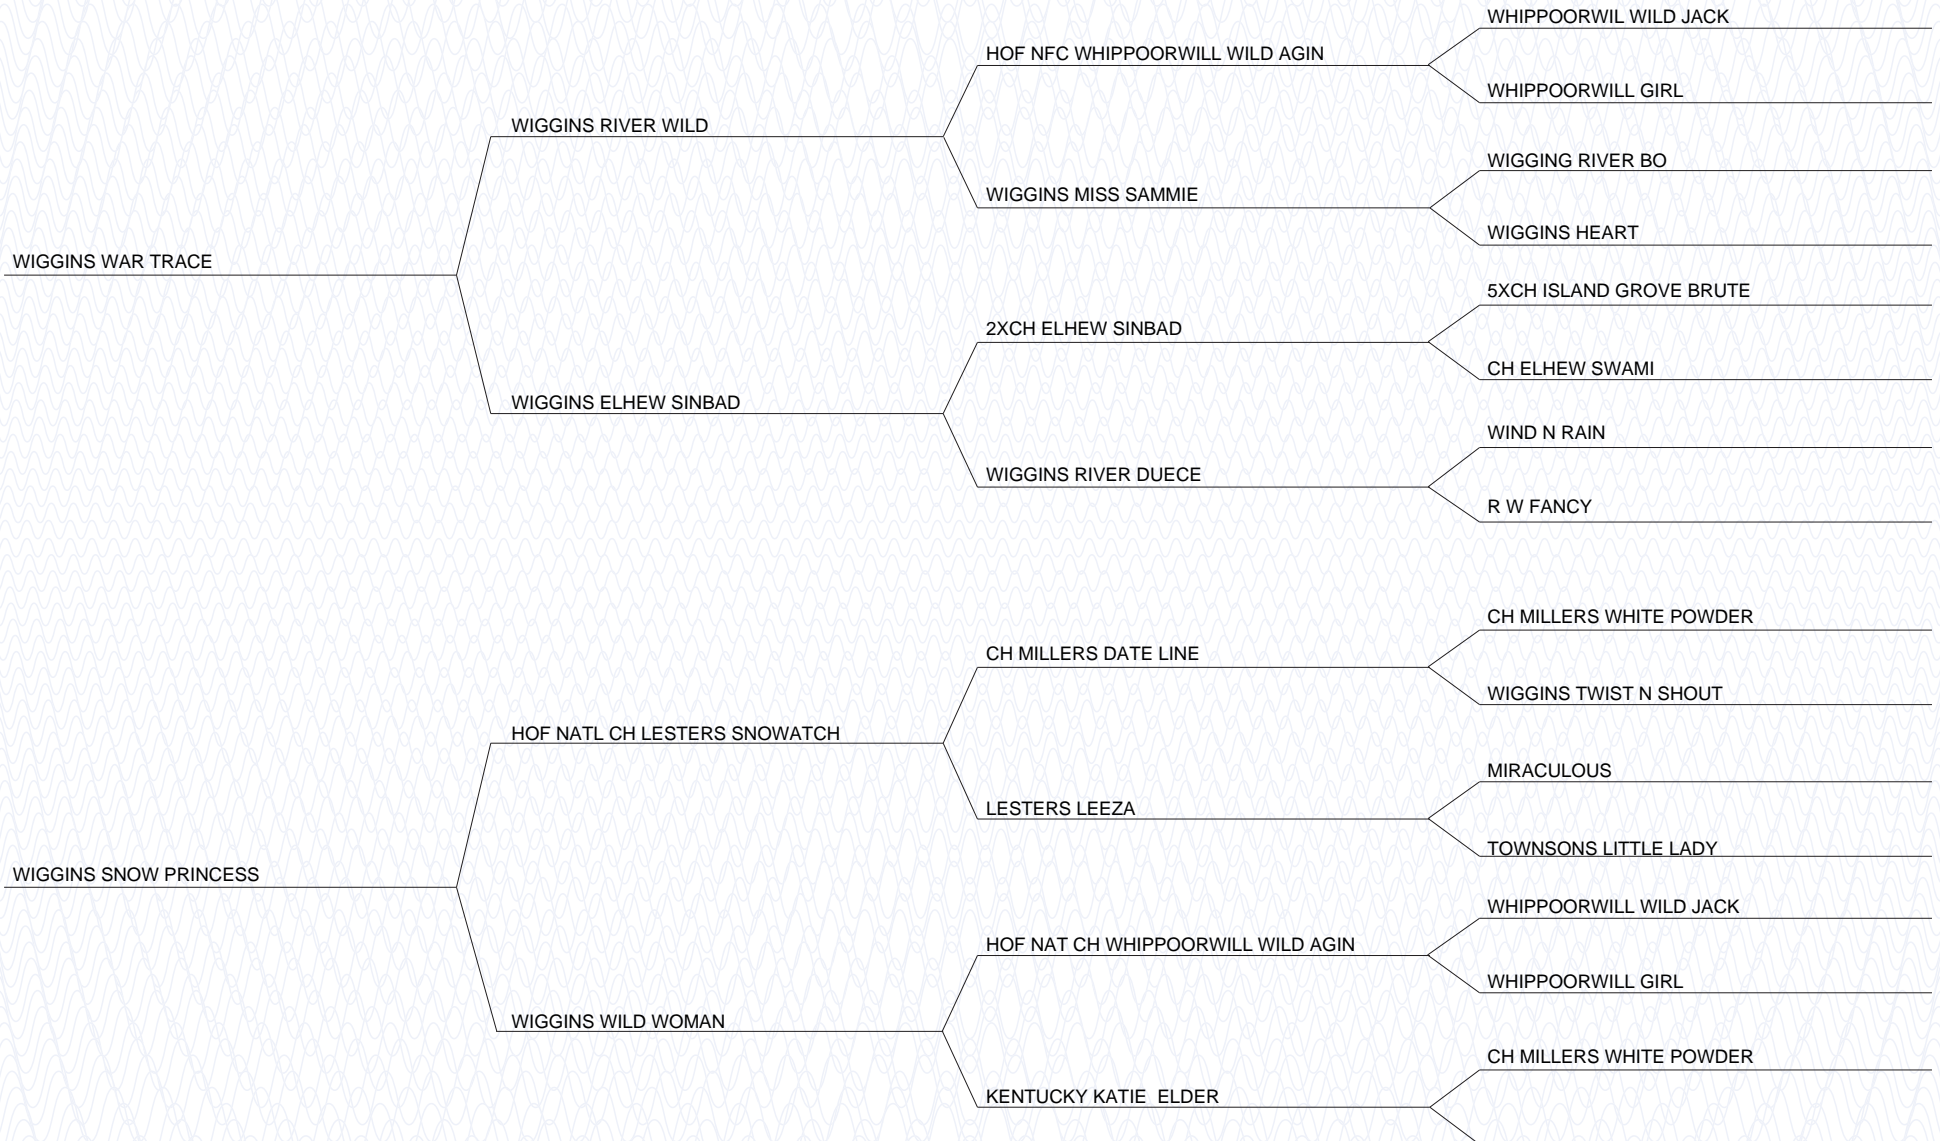 WHIPPOORWIL WILD JACK
HOF NFC WHIPPOORWILL WILD AGIN
WHIPPOORWILL GIRL
WIGGINS RIVER WILD
WIGGING RIVER BO
WIGGINS MISS SAMMIE
WIGGINS HEART
WIGGINS WAR TRACE
5XCH ISLAND GROVE BRUTE
2XCH ELHEW SINBAD
CH ELHEW SWAMI
WIGGINS ELHEW SINBAD
WIND N RAIN
WIGGINS RIVER DUECE
R W FANCY
CH MILLERS WHITE POWDER
CH MILLERS DATE LINE
WIGGINS TWIST N SHOUT
HOF NATL CH LESTERS SNOWATCH
MIRACULOUS
LESTERS LEEZA
TOWNSONS LITTLE LADY
WIGGINS SNOW PRINCESS
WHIPPOORWILL WILD JACK
HOF NAT CH WHIPPOORWILL WILD AGIN
WHIPPOORWILL GIRL
WIGGINS WILD WOMAN
CH MILLERS WHITE POWDER
KENTUCKY KATIE  ELDER